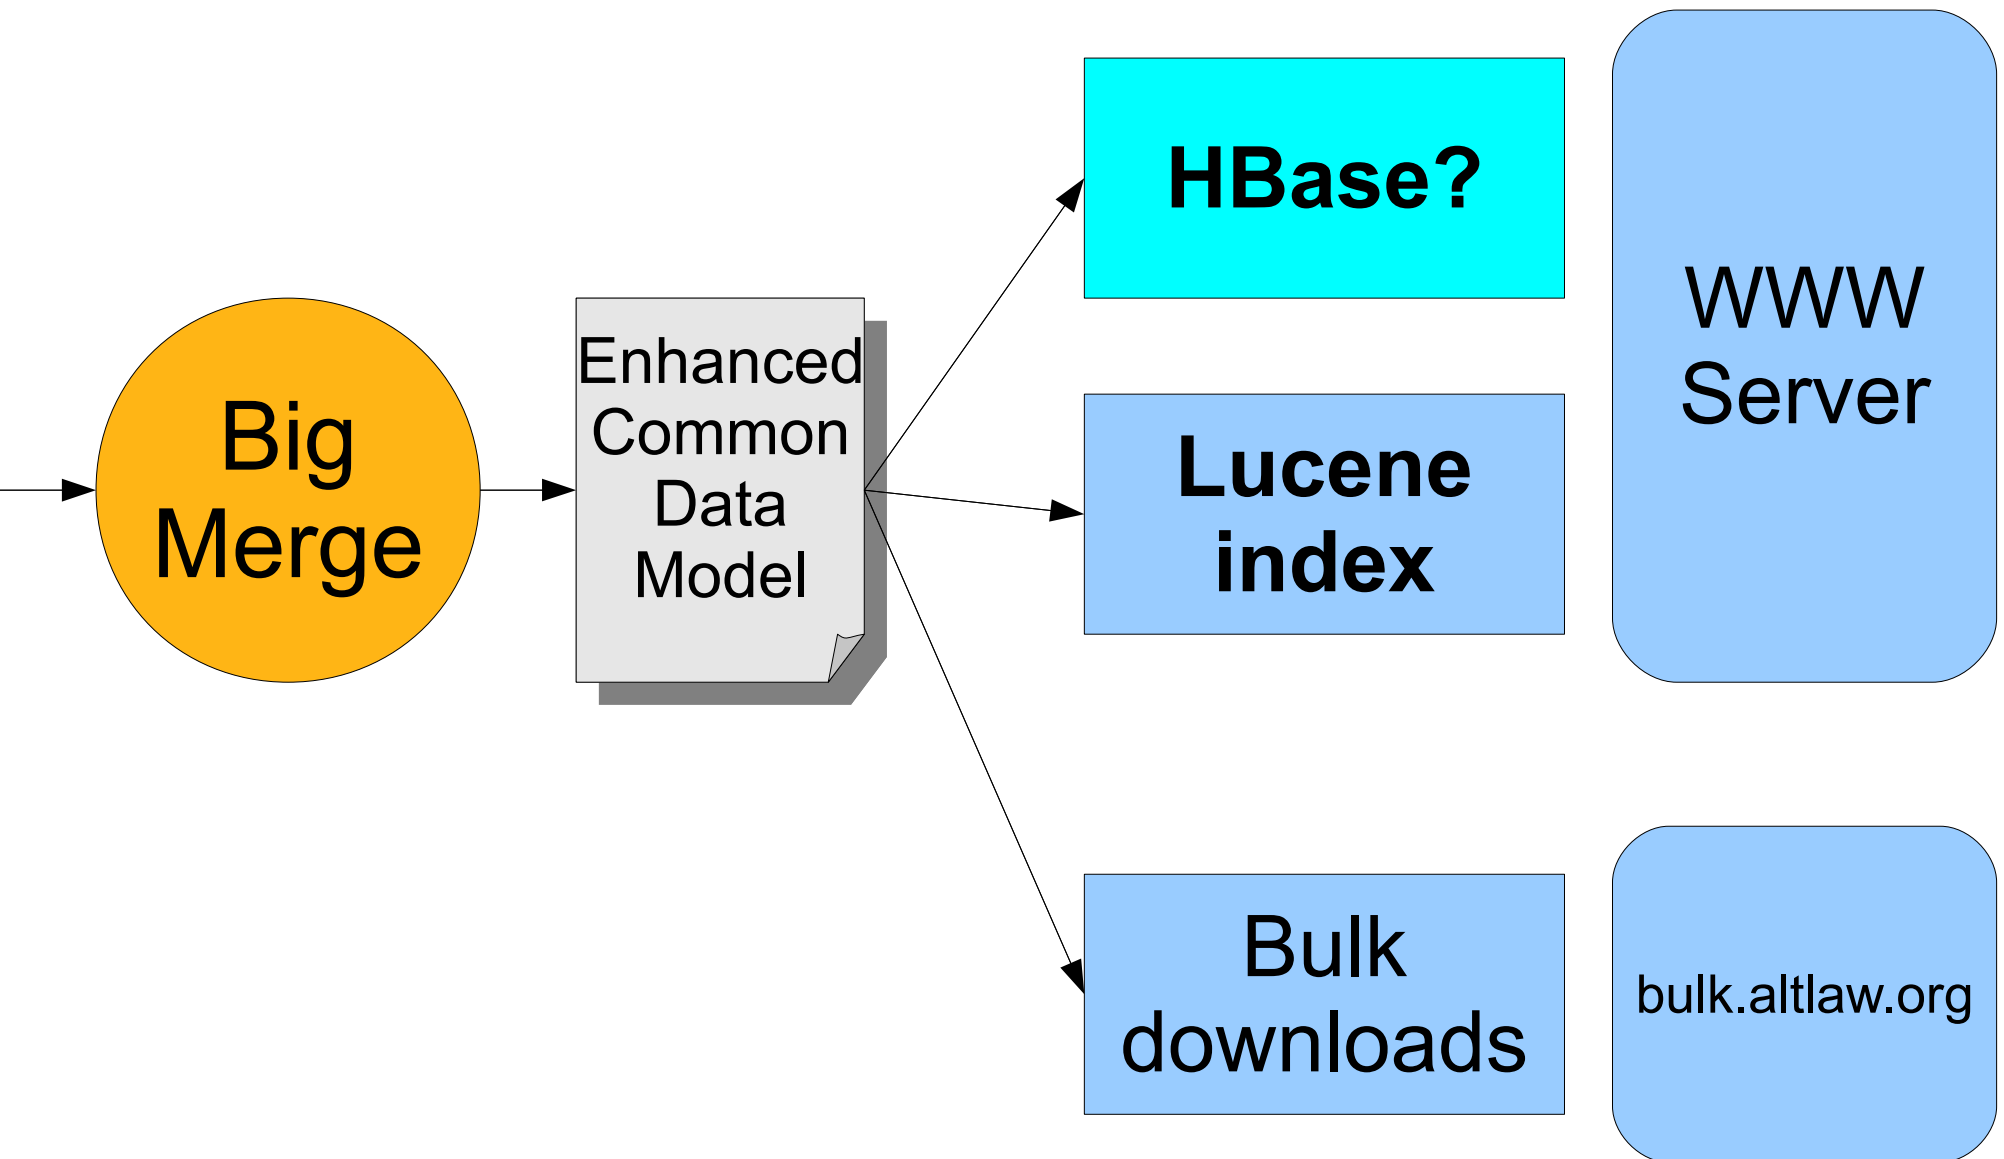 Big
Merge
Enhanced
Common
Data
Model
HBase?
Lucene
index
Bulk
downloads
WWW
Server
bulk.altlaw.org